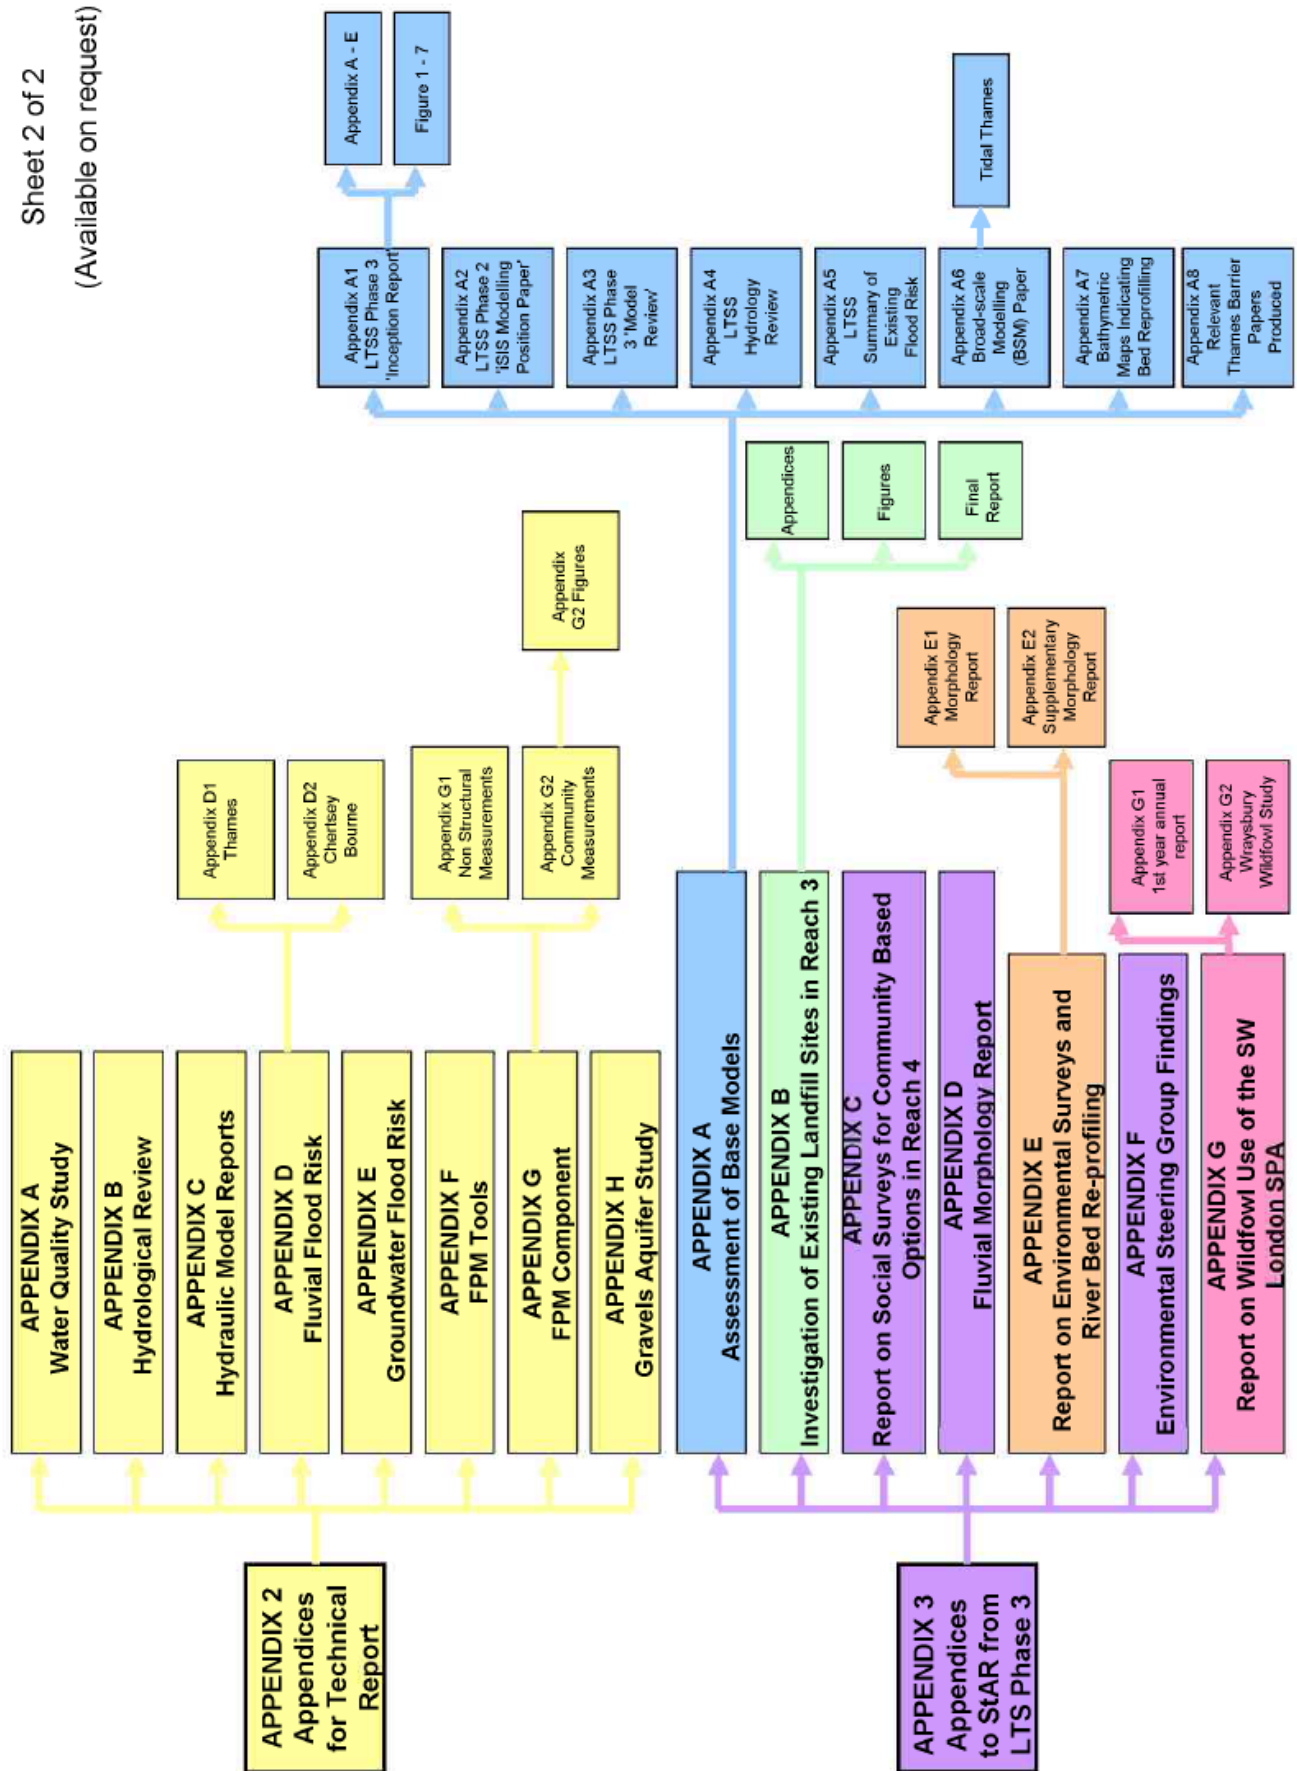 Sheet 2 of 2
(Available on request)
APPENDIX 2
Appendices
for Technical
Report
APPENDIX A
Water Quality Study
APPENDIX B
Hydrological Review
APPENDIX C
Hydraulic Model Reports
APPENDIX D
Fluvial Flood Risk
Appendix D1
Thames
Appendix D2
Chertsey
Bourne
APPENDIX E
Groundwater Flood Risk
APPENDIX F
FPM Tools
APPENDIX G
FPM Component
Appendix G1
Non Structural
Measurements
Appendix G2
Community
Measurements
Appendix
G2 Figures
APPENDIX H
Gravels Aquifer Study
APPENDIX 3
Appendices
to StAR from
LTS Phase 3
APPENDIX A
Assessment of Base Models
Appendix A1
LTSS Phase 3
'Inception Report'
Appendix A - E
Figure 1 - 7
Appendix A2
LTSS Phase 2
'iSIS Modelling
Position Paper'
Appendix A3
LTSS Phase
3 'Model
Review'
Appendix A4
LTSS
Hydrology
Review
Appendix A5
LTSS
Summary of
Existing
Flood Risk
Appendix A6
Broad-scale
Modelling
(BSM) Paper
Tidal Thames
Appendix A7
Bathymetric
Maps Indicating
Bed Reprofilling
Appendix A8
Relevant
Thames Barrier
Papers
Produced
APPENDIX B
Investigation of Existing Landfill Sites in Reach 3
Appendices
Figures
Final
Report
APPENDIX C
Report on Social Surveys for Community Based
Options in Reach 4
APPENDIX D
Fluvial Morphology Report
APPENDIX E
Report on Environmental Surveys and
River Bed Re-profiling
Appendix E1
Morphology
Report
Appendix E2
Supplementary
Morphology
Report
APPENDIX F
Environmental Steering Group Findings
APPENDIX G
Report on Wildfowl Use of the SW
London SPA
Appendix G1
1st year annual
report
Appendix G2
Wraysbury
Wildfowl Study